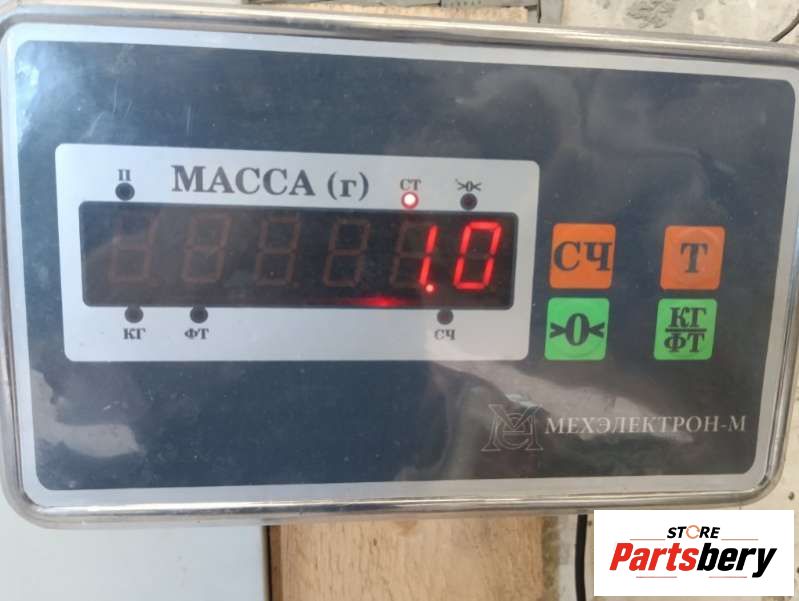 П
МАССА (г)
СТ
>0<
1.0
КГ
ФТ
СЧ
СЧ
Т
>0<
КГ
ФТ
МЕХЭЛЕКТРОН-М
STORE
Partsbery